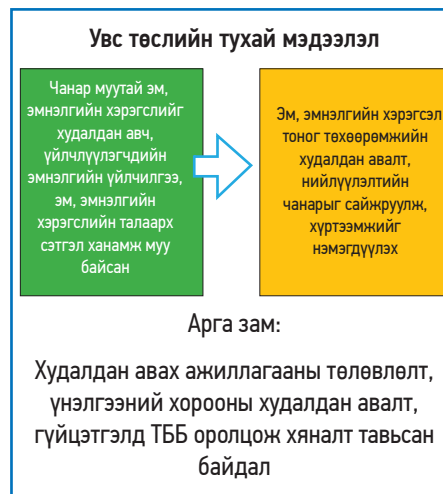 Увс төслийн тухай мэдээлэл
Чанар муутай эм,
эмнэлгийн хэрэгслийг
худалдан авч,
үйлчлүүлэгчдийн
эмнэлгийн үйлчилгээ,
эм, эмнэлгийн
хэрэгслийн талаарх
сэтгэл ханамж муу
байсан
Эм, эмнэлгийн хэрэгсэл
тоног төхөөрөмжийн
худалдан авалт,
нийлүүлэлтийн
чанарыг сайжруулж,
хүртээмжийг
нэмэгдүүлэх
Арга зам:
Худалдан авах ажиллагааны төлөвлөлт,
үнэлгээний хорооны худалдан авалт,
гүйцэтгэлд ТББ оролцож хяналт тавьсан
байдал